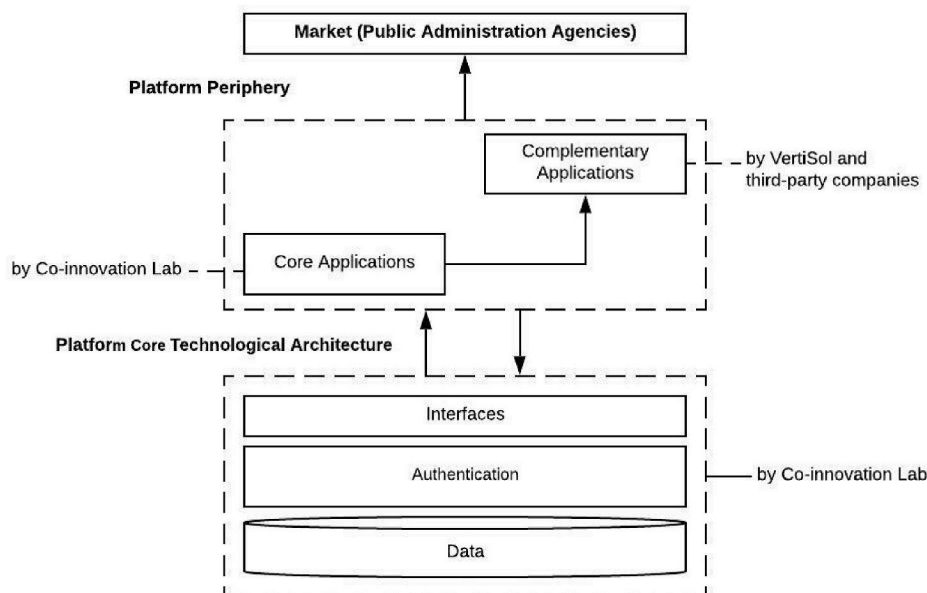 Market (Public Administration Agencies)
Platform Periphery
Complementary
Applications
by VertiSol and
third-party companies
Core Applications
by Co-innovation Lab
Platform Core Technological Architecture
Interfaces
Authentication
by Co-innovation Lab
Data